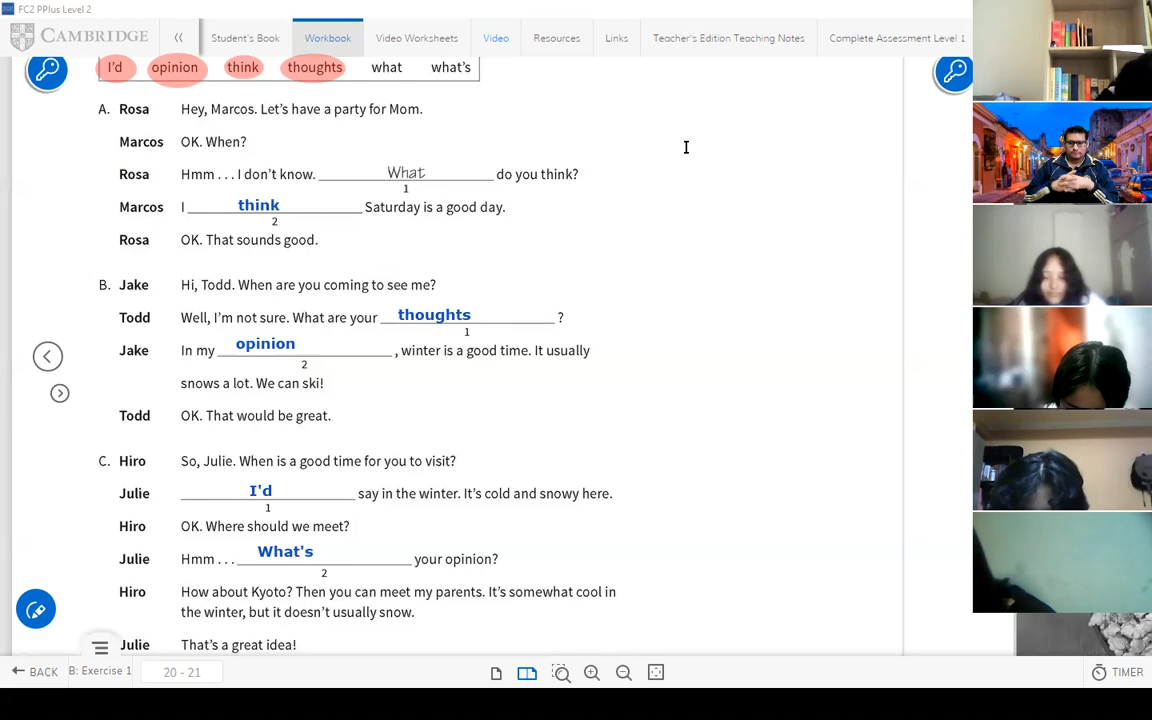 FC2 PPlus Level 2
CAMBRIDGE
Student's Book Workbook Video Worksheets Video Resources Links Teacher's Edition Teaching Notes Complete Assessment Level 1
I'd opinion think thoughts what what's
A. Rosa Hey, Marcos. Let's have a party for Mom.
Marcos OK. When?
Rosa Hmm . . . I don't know. What do you think?
1
Marcos I think Saturday is a good day.
2
Rosa OK. That sounds good.
B. Jake Hi, Todd. When are you coming to see me?
Todd Well, I'm not sure. What are your thoughts ?
1
Jake In my opinion , winter is a good time. It usually
2
snows a lot. We can ski!
Todd OK. That would be great.
C. Hiro So, Julie. When is a good time for you to visit?
Julie I'd say in the winter. It's cold and snowy here.
1
Hiro OK. Where should we meet?
Julie Hmm . . . What's your opinion?
2
Hiro How about Kyoto? Then you can meet my parents. It's somewhat cool in
the winter, but it doesn't usually snow.
Julie That's a great idea!
BACK B: Exercise 1 20 - 21 TIMER